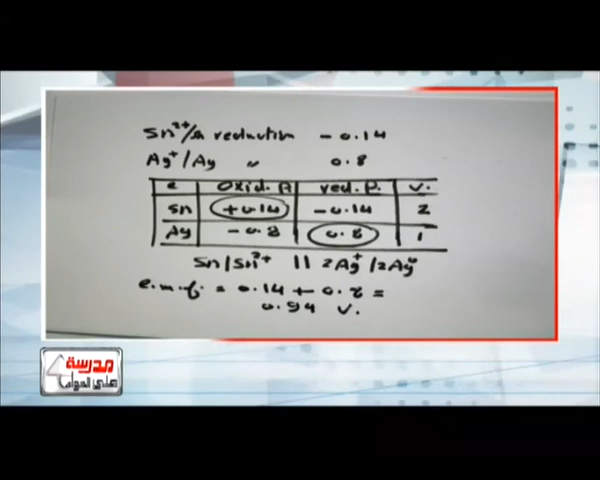 Sn²⁺/Sn reduction -0.14
Ag⁺/Ag " 0.8
e oxid. P red. P. V.
Sn +0.14 -0.14 2
Ag -0.8 0.8 1
Sn/Sn²⁺ || 2Ag⁺/2Ag⁰
e.m.f. = 0.14 + 0.8 =
0.94 V.
مدرسة
على الهواء